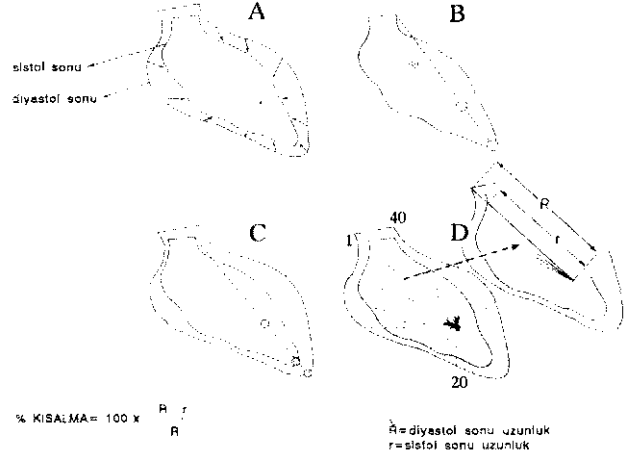 A
B
sistol sonu
diyastol sonu
C
1
40
D
R
r
20
% KISALMA= 100 x R r
R
R=diyastol sonu uzunluk
r=sistol sonu uzunluk